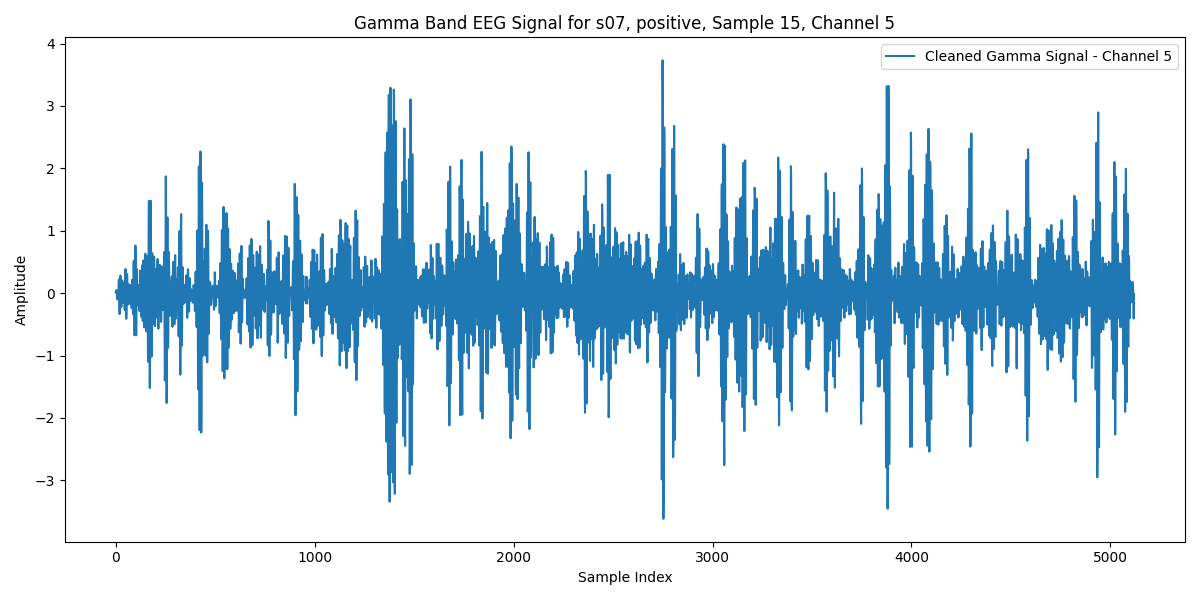 Gamma Band EEG Signal for s07, positive, Sample 15, Channel 5
Cleaned Gamma Signal - Channel 5
Amplitude
4
3
2
1
0
−1
−2
−3
0 1000 2000 3000 4000 5000
Sample Index